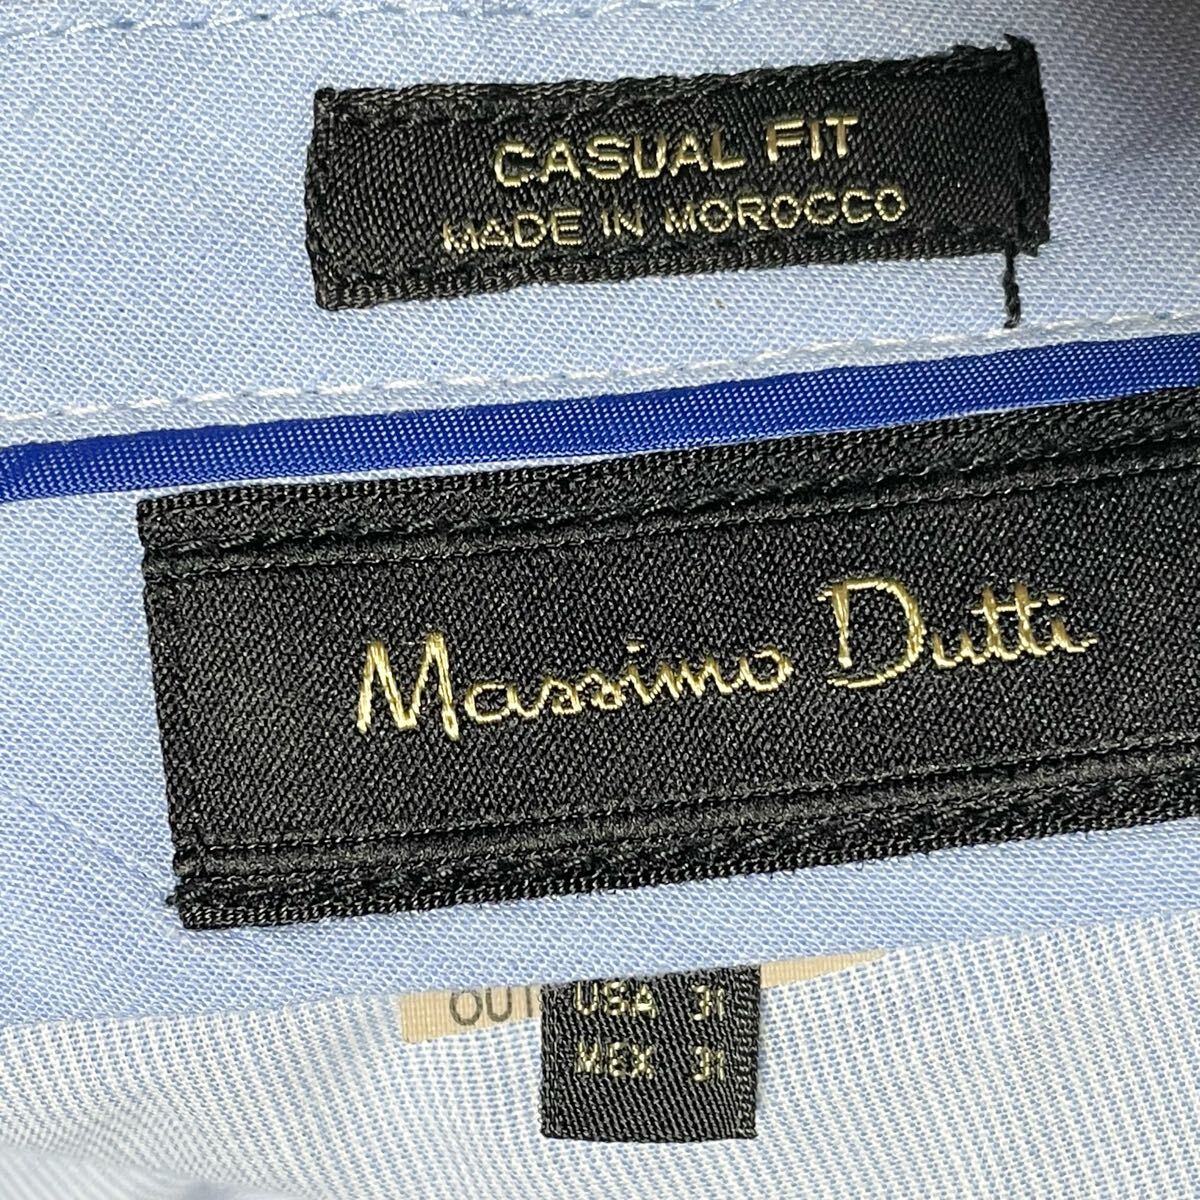 CASUAL FIT
MADE IN MOROCCO
Massimo Dutti
USA 31
MEX 31